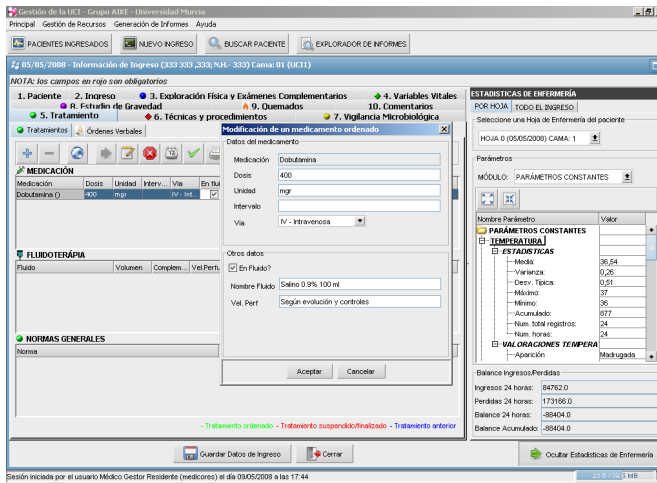 Gestión de la UCI - Grupo AIKE - Universidad Murcia
Principal Gestión de Recursos Generación de Informes Ayuda
PACIENTES INGRESADOS NUEVO INGRESO BUSCAR PACIENTE EXPLORADOR DE INFORMES
05/05/2008 - Información de Ingreso (333 333 ,333; N.H.- 333) Cama: 01 (UCI1)
NOTA: los campos en rojo son obligatorios
1. Paciente 2. Ingreso 3. Exploración Física y Exámenes Complementarios 4. Variables Vitales
8. Estudio de Gravedad 9. Quemados 10. Comentarios
5. Tratamiento 6. Técnicas y procedimientos 7. Vigilancia Microbiológica
Tratamientos Órdenes Verbales
MEDICACIÓN
Medicación Dosis Unidad Interv... Via En flui
Dobutamina () 400 mgr IV - Int...
FLUIDOTERÁPIA
Fluido Volumen Complem... Vel.Perfu
NORMAS GENERALES
Norma
- Tratamiento ordenado - Tratamiento suspendido/finalizado - Tratamiento anterior
Modificación de un medicamento ordenado
Datos del medicamento
Medicación Dobutamina
Dosis 400
Unidad mgr
Intervalo
Via IV - Intravenosa
Otros datos
En Fluido?
Nombre Fluido Salino 0.9% 100 ml
Vel. Perf Según evolución y controles
Aceptar Cancelar
ESTADISTICAS DE ENFERMERÍA
POR HOJA TODO EL INGRESO
Seleccione una Hoja de Enfermería del paciente
HOJA 0 (05/05/2008) CAMA: 1
Parámetros
MÓDULO: PARÁMETROS CONSTANTES
Nombre Parámetro Valor
PARÁMETROS CONSTANTES
TEMPERATURA
ESTADISTICAS
Media: 36,54
Varianza: 0,26
Desv. Típica: 0,51
Máximo: 37
Mínimo: 36
Acumulado: 877
Num. total registros: 24
Num. horas: 24
VALORACIONES TEMPERA
Aparición Madrugada
Balance Ingresos/Perdidas
Ingresos 24 horas: 84762.0
Perdidas 24 horas: 173166.0
Balance 24 horas: -88404.0
Balance Acumulado: -88404.0
Guardar Datos de Ingreso Cerrar Ocultar Estadisticas de Enfermería
Sesión iniciada por el usuario Médico Gestor Residente (medicores) el día 09/05/2008 a las 17:44